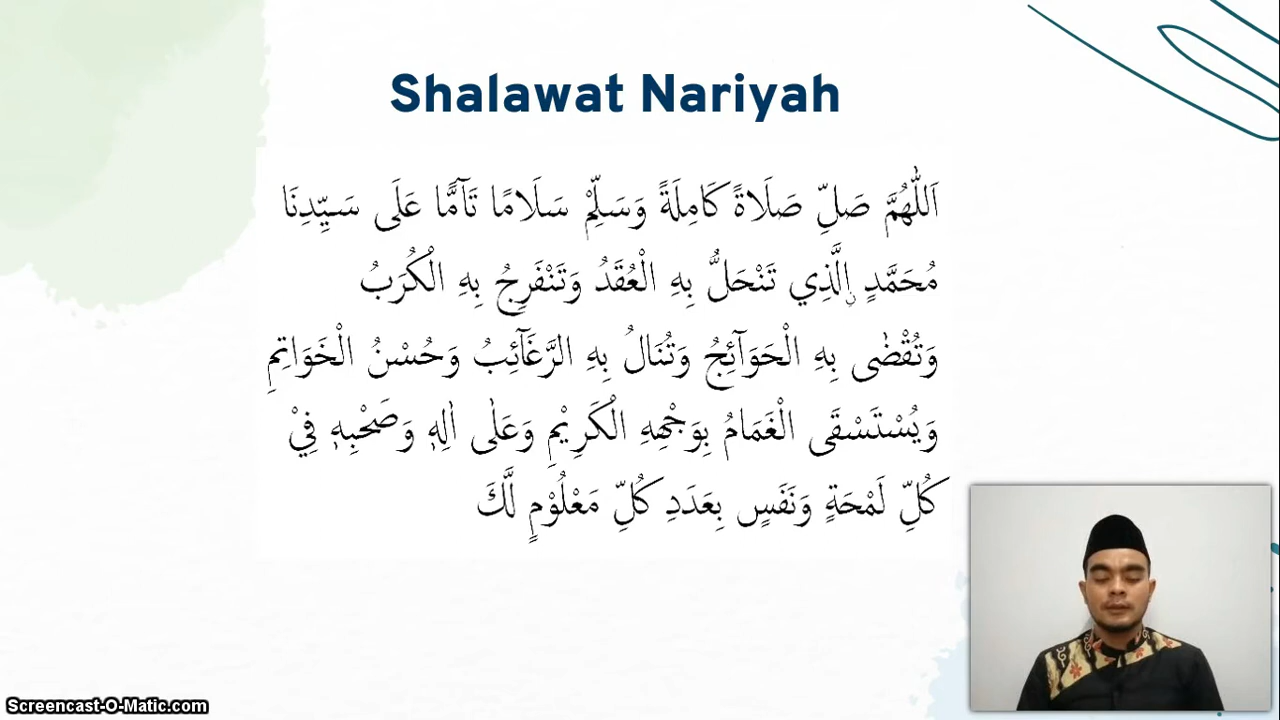 Shalawat Nariyah
اَللّٰهُمَّ صَلِّ صَلَاةً كَامِلَةً وَسَلِّمْ سَلَامًا تَآمًّا عَلَى سَيِّدِنَا
مُحَمَّدٍ ࣙالَّذِي تَنْحَلُّ بِهِ الْعُقَدُ وَتَنْفَرِجُ بِهِ الْكُرَبُ
وَتُقْضٰى بِهِ الْحَوَآئِجُ وَتُنَالُ بِهِ الرَّغَآئِبُ وَحُسْنُ الْخَوَاتِمِ
وَيُسْتَسْقَى الْغَمَامُ بِوَجْهِهِ الْكَرِيْمِ وَعَلٰى اٰلِهٖ وَصَحْبِهٖ فِيْ
كُلِّ لَمْحَةٍ وَنَفَسٍ بِعَدَدِ كُلِّ مَعْلُوْمٍ لَّكَ
Screencast-O-Matic.com